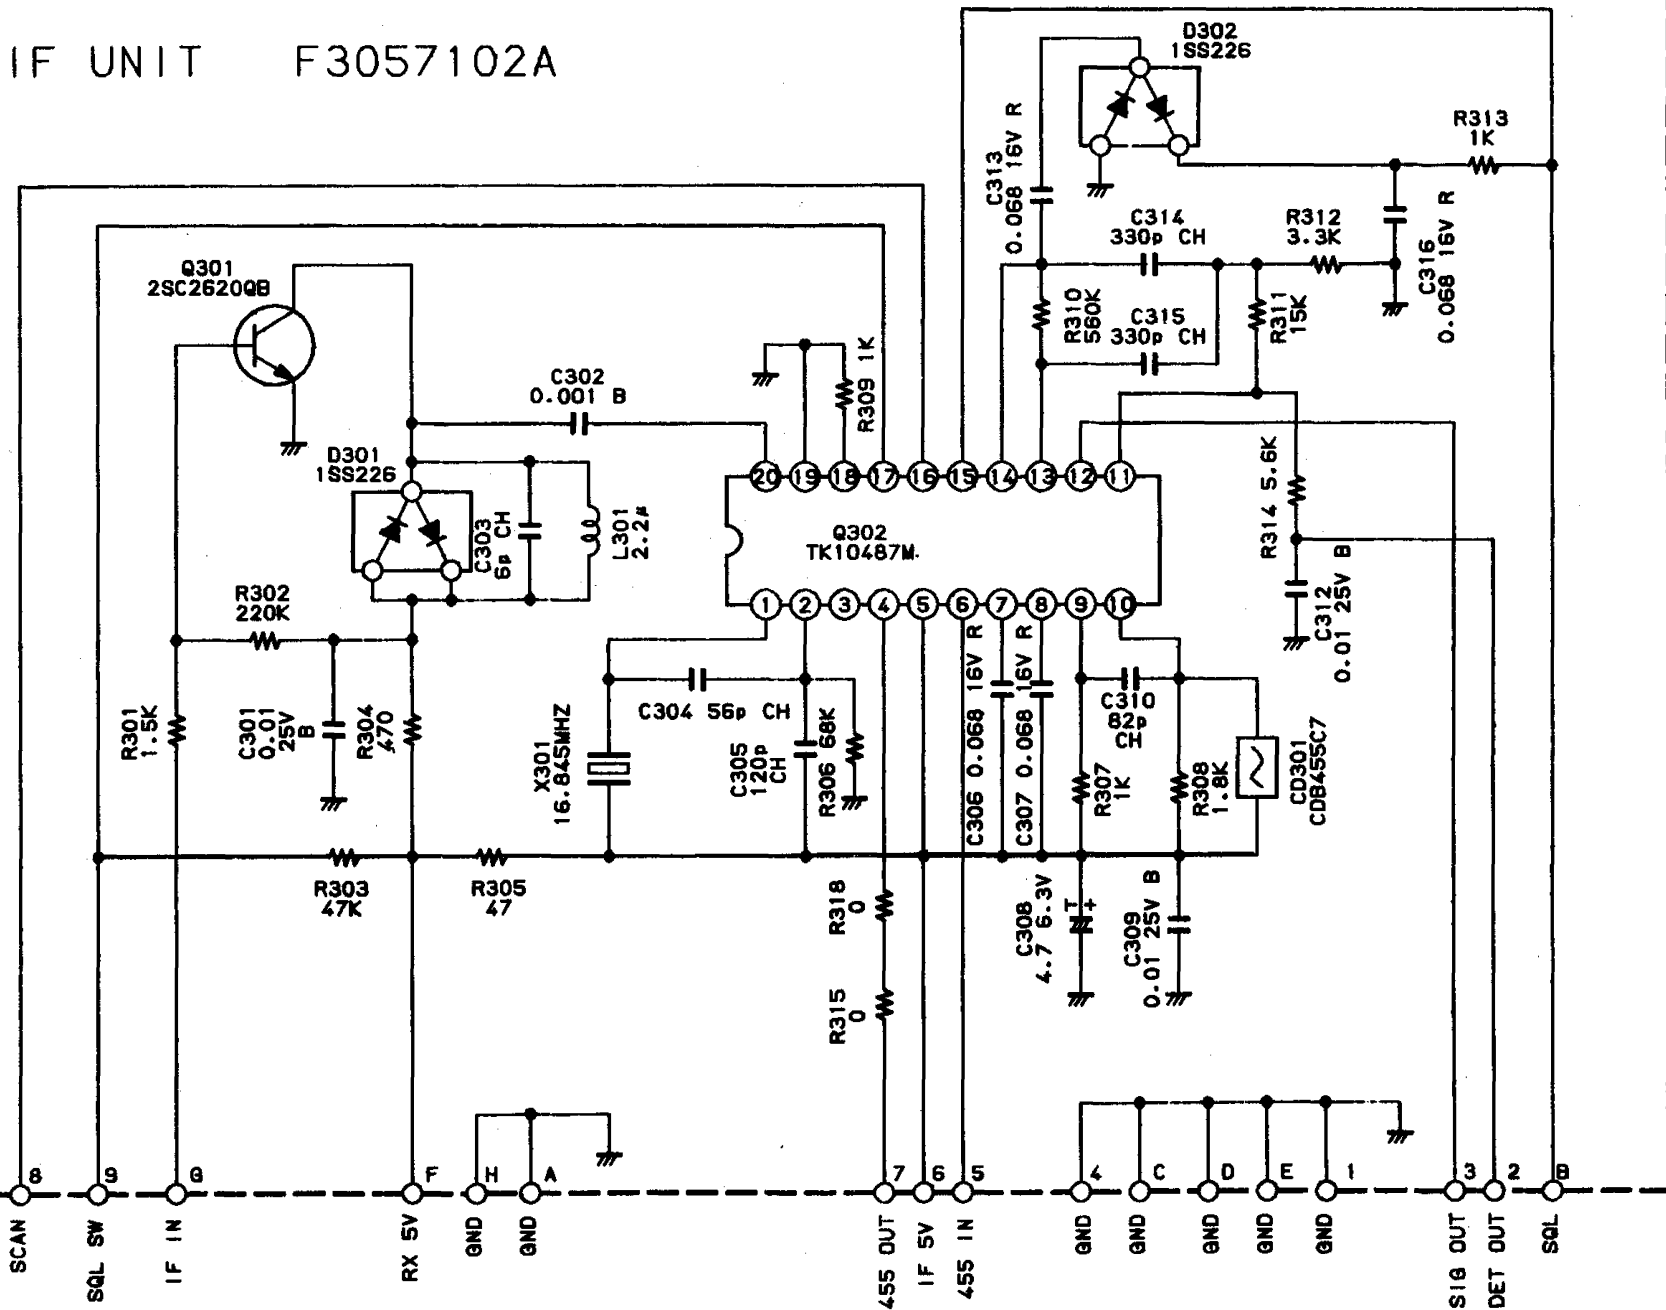 IF UNIT F3057102A
D302
1SS226
R313
1K
C313
0.068 16V R
C314
330p CH
R312
3.3K
C316
0.068 16V R
Q301
2SC2620QB
R310
560K
C315
330p CH
R311
15K
C302
0.001 B
R309 1K
D301
1SS226
C303
6p CH
L301
2.2µ
20 19 18 17 16 15 14 13 12 11
Q302
TK10487M
1 2 3 4 5 6 7 8 9 10
R314 5.6K
C312
0.01 25V B
R302
220K
R301
1.5K
C301
0.01
25V
B
R304
470
C304 56p CH
X301
16.845MHZ
C305
120p
CH
R306 68K
C306 0.068 16V R
C307 0.068 16V R
C310
82p
CH
R307
1K
R308
1.8K
CD301
CDB455C7
R303
47K
R305
47
R318
0
C308
4.7 6.3V
T +
C309
0.01 25V B
R315
0
8 9 G F H A 7 6 5 4 C D E 1 3 2 B
SCAN
SQL SW
IF IN
RX 5V
GND
GND
455 OUT
IF 5V
455 IN
GND
GND
GND
GND
GND
SIG OUT
DET OUT
SQL